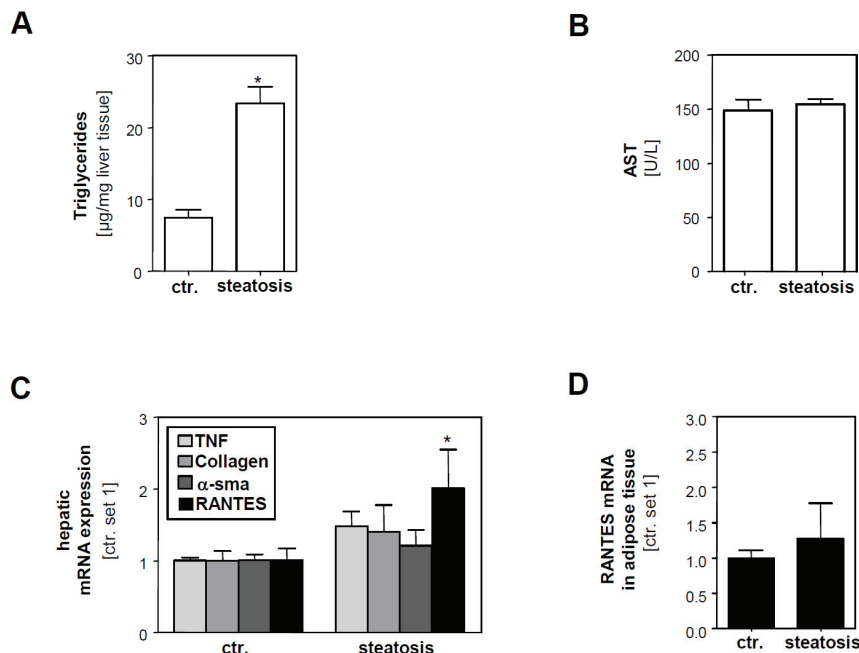 A
Triglycerides
[µg/mg liver tissue]
30
20
10
0
*
ctr. steatosis
B
AST
[U/L]
200
150
100
50
0
ctr. steatosis
C
hepatic
mRNA expression
[ctr. set 1]
3
2
1
0
TNF
Collagen
α-sma
RANTES
*
ctr. steatosis
D
RANTES mRNA
in adipose tissue
[ctr. set 1]
3.0
2.5
2.0
1.5
1.0
0.5
0.0
ctr. steatosis